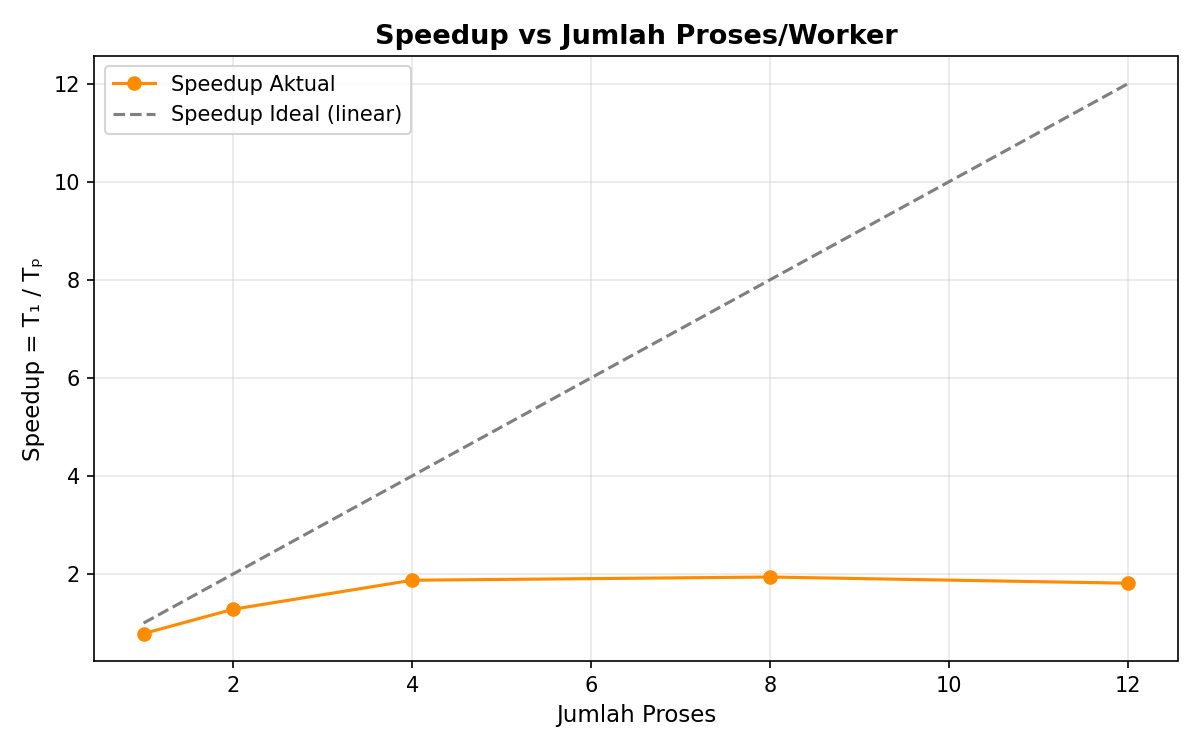 Speedup vs Jumlah Proses/Worker
Speedup Aktual
Speedup Ideal (linear)
Speedup = T₁ / Tₚ
12
10
8
6
4
2
2
4
6
8
10
12
Jumlah Proses